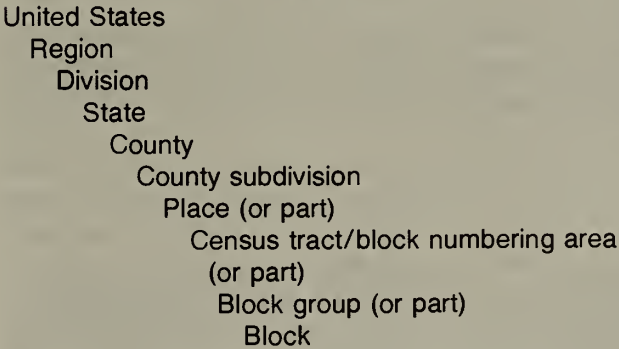 United States
Region
Division
State
County
County subdivision
Place (or part)
Census tract/block numbering area
(or part)
Block group (or part)
Block